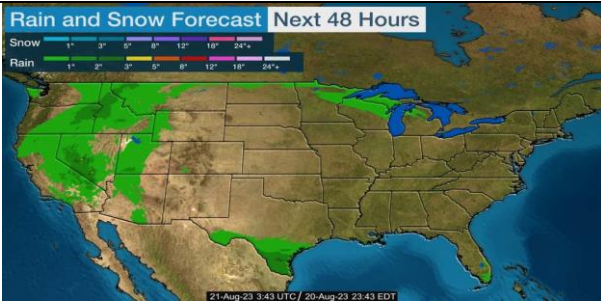 Rain and Snow Forecast Next 48 Hours
Snow 1" 3" 5" 8" 12" 18" 24"+
Rain 1" 2" 3" 5" 8" 12" 18" 24"+
21-Aug-23 3:43 UTC / 20-Aug-23 23:43 EDT